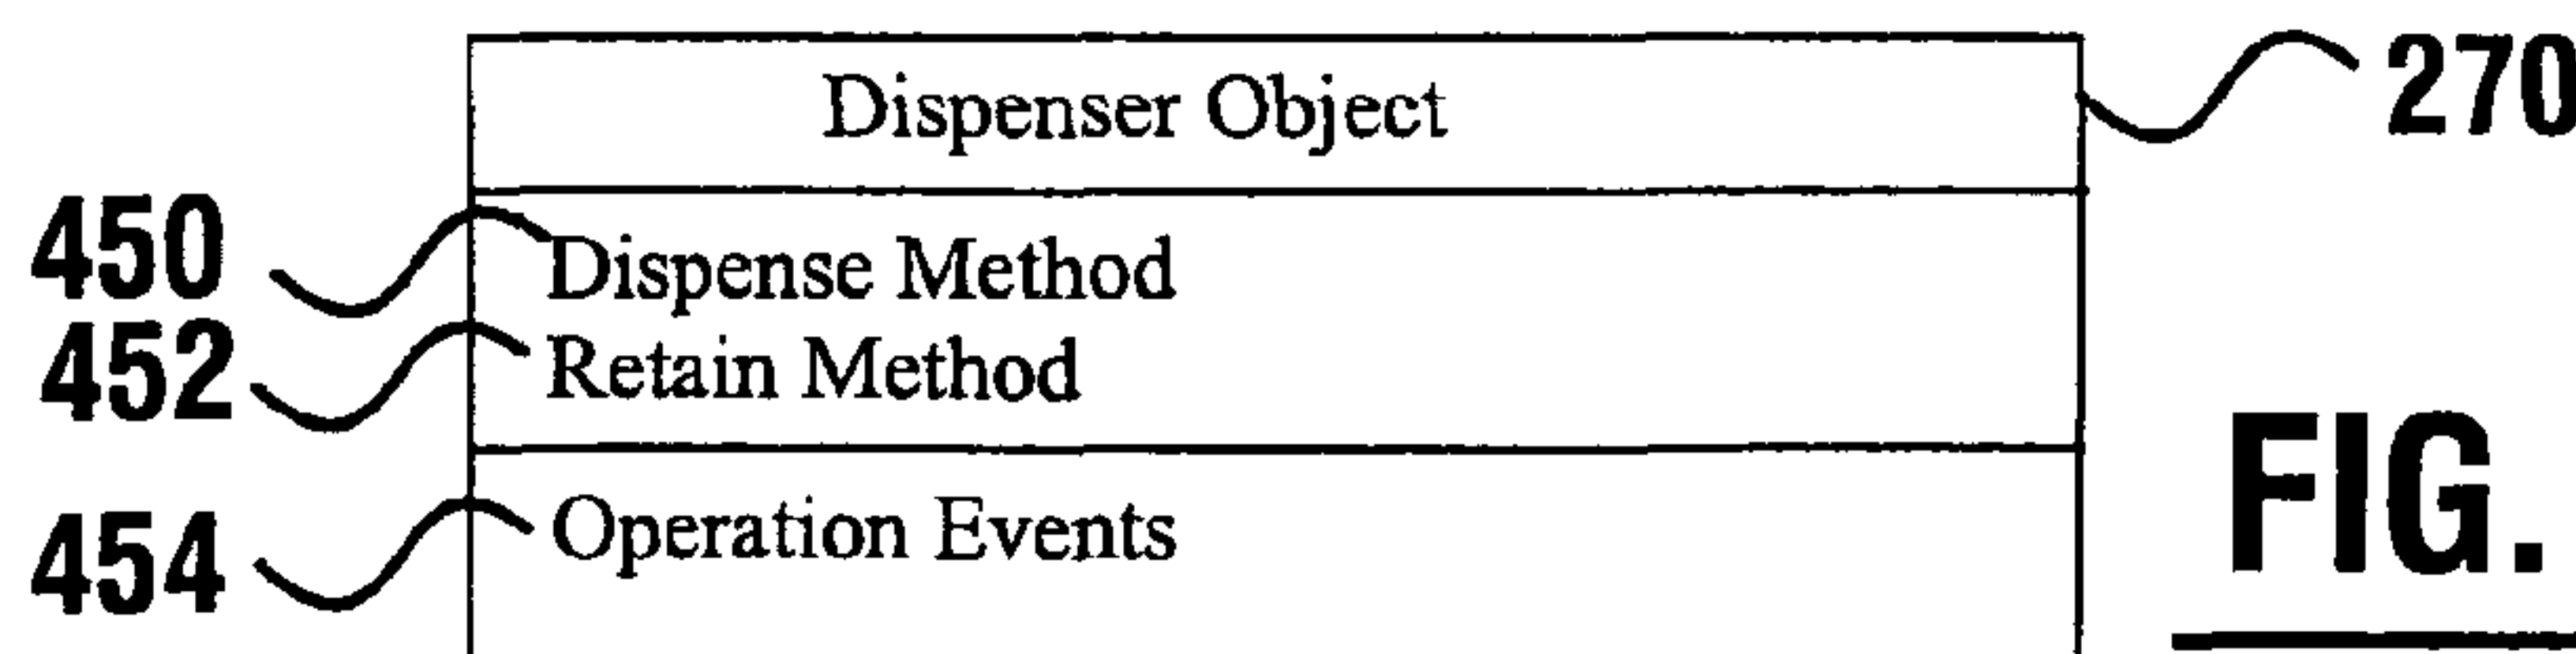 Dispenser Object 270
450 Dispense Method
452 Retain Method
454 Operation Events
FIG.